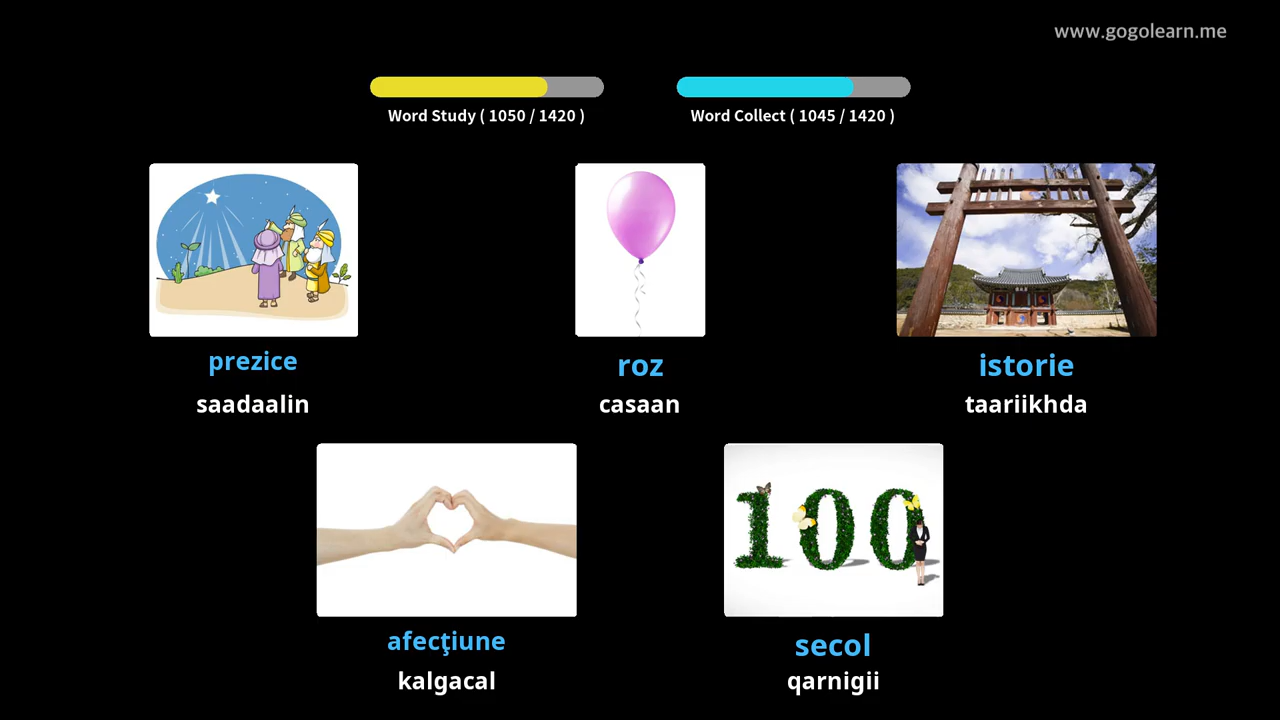 www.gogolearn.me
Word Study ( 1050 / 1420 )
Word Collect ( 1045 / 1420 )
prezice
saadaalin
roz
casaan
istorie
taariikhda
100
afecţiune
kalgacal
secol
qarnigii